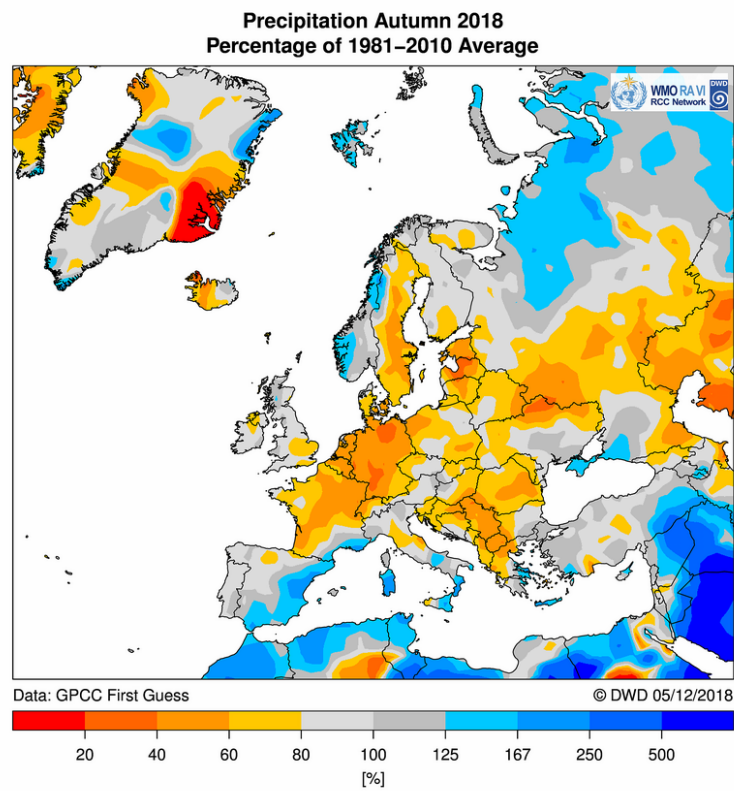 Precipitation Autumn 2018
Percentage of 1981−2010 Average
DWD
WMO RA VI
RCC Network
Data: GPCC First Guess
© DWD 05/12/2018
20 40 60 80 100 125 167 250 500
[%]